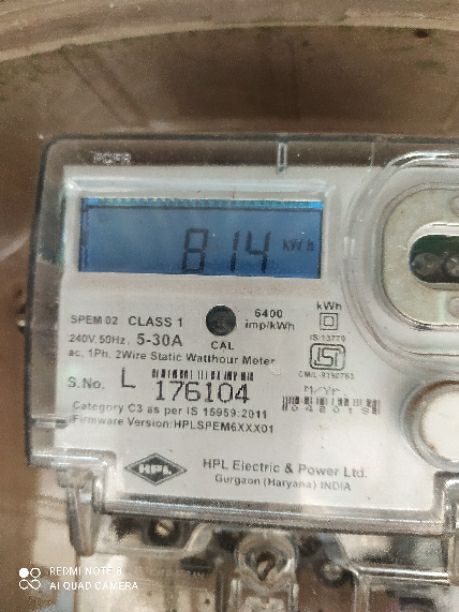 814 kWh
SPEM 02 CLASS 1
240V, 50Hz, 5-30A
CAL
6400
imp/kWh
kWh
IS:13779
ac, 1Ph, 2Wire Static Watthour Meter
ISI
S.No. L 176104
M/Yr
Category C3 as per IS 15959:2011
Firmware Version:HPLSPEM6XXX01
HPL
HPL Electric & Power Ltd.
Gurgaon (Haryana) INDIA
REDMI NOTE 8
AI QUAD CAMERA